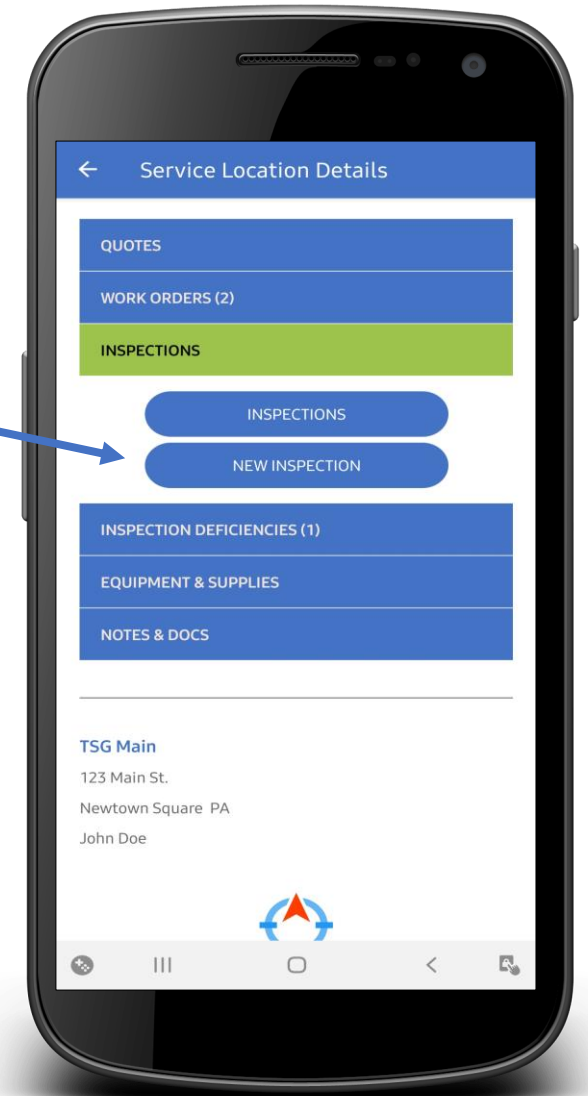 Service Location Details
QUOTES
WORK ORDERS (2)
INSPECTIONS
INSPECTIONS
NEW INSPECTION
INSPECTION DEFICIENCIES (1)
EQUIPMENT & SUPPLIES
NOTES & DOCS
TSG Main
123 Main St.
Newtown Square PA
John Doe